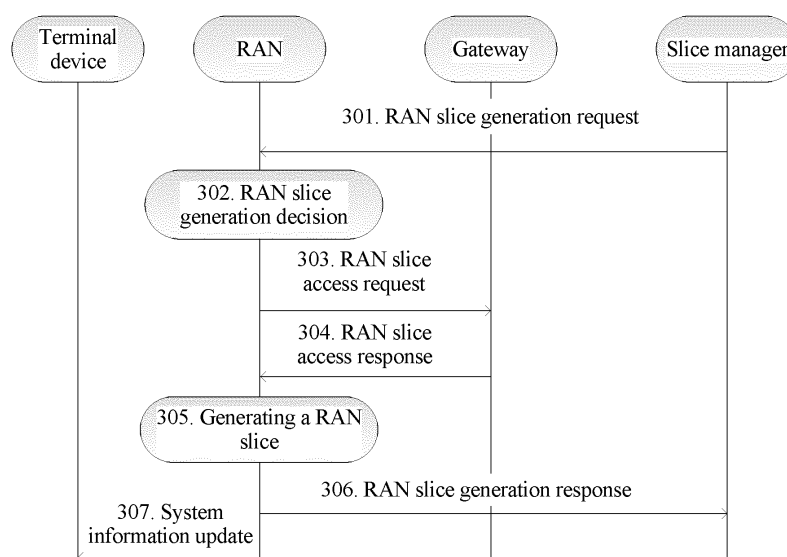 Terminal
device
RAN
Gateway
Slice manager
301. RAN slice generation request
302. RAN slice
generation decision
303. RAN slice
access request
304. RAN slice
access response
305. Generating a RAN
slice
306. RAN slice generation response
307. System
information update